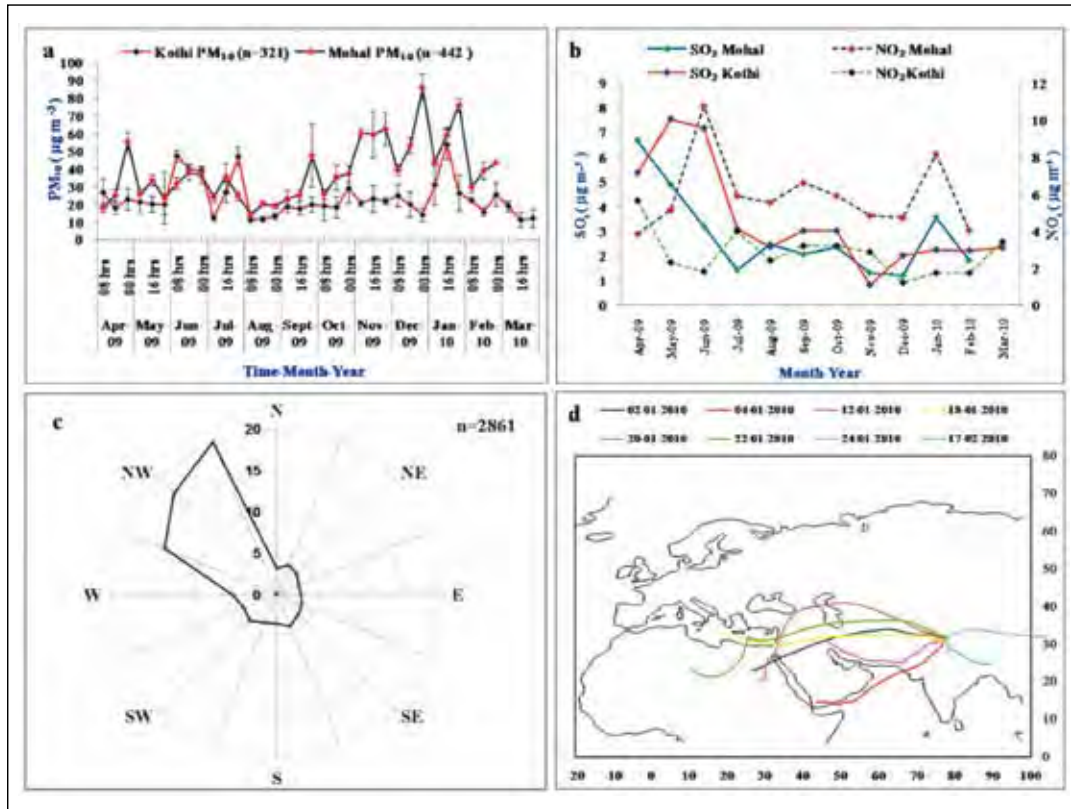 a
Kothi PM₁₀ (n=321)
Mohal PM₁₀ (n=442)
100
90
80
70
60
50
40
30
20
10
0
PM₁₀ (µg m⁻³)
08 hrs
00 hrs
16 hrs
08 hrs
00 hrs
16 hrs
08 hrs
00 hrs
16 hrs
08 hrs
00 hrs
16 hrs
08 hrs
00 hrs
16 hrs
08 hrs
00 hrs
16 hrs
Apr- May- Jun- Jul- Aug- Sept- Oct- Nov- Dec- Jan- Feb- Mar-
09 09 09 09 09 09 09 09 09 10 10 10
Time-Month-Year
b
SO₂ Mohal
NO₂ Mohal
SO₂ Kothi
NO₂ Kothi
9
8
7
6
5
4
3
2
1
0
12
10
8
6
4
2
0
Apr-09
May-09
Jun-09
Jul-09
Aug-09
Sep-09
Oct-09
Nov-09
Dec-09
Jan-10
Feb-10
Mar-10
Month-Year
c
n=2861
N
NE
E
SE
S
SW
W
NW
20
15
10
5
0
d
02-01-2010
04-01-2010
12-01-2010
20-01-2010
22-01-2010
24-01-2010
17-02-2010
80
70
60
50
40
30
20
10
0
20 10 0 10 20 30 40 50 60 70 80 90 100